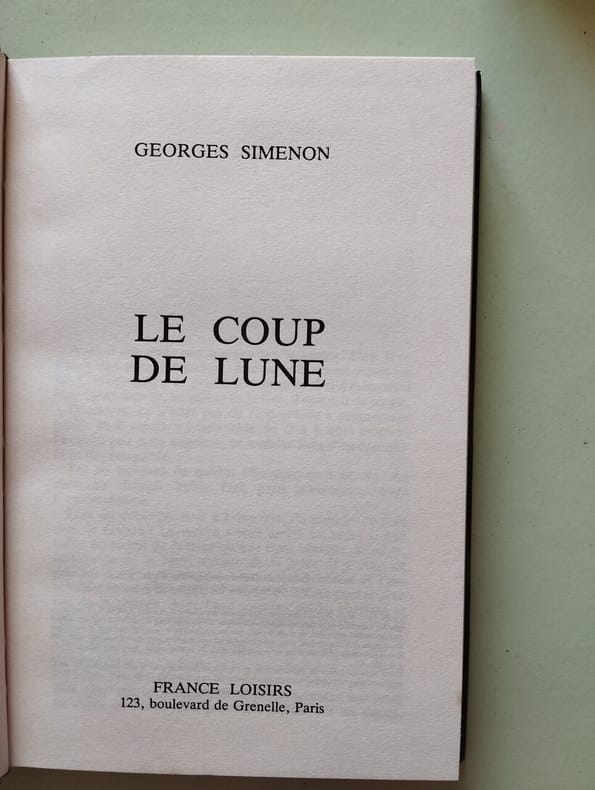 GEORGES SIMENON
LE COUP
DE LUNE
FRANCE LOISIRS
123, boulevard de Grenelle, Paris